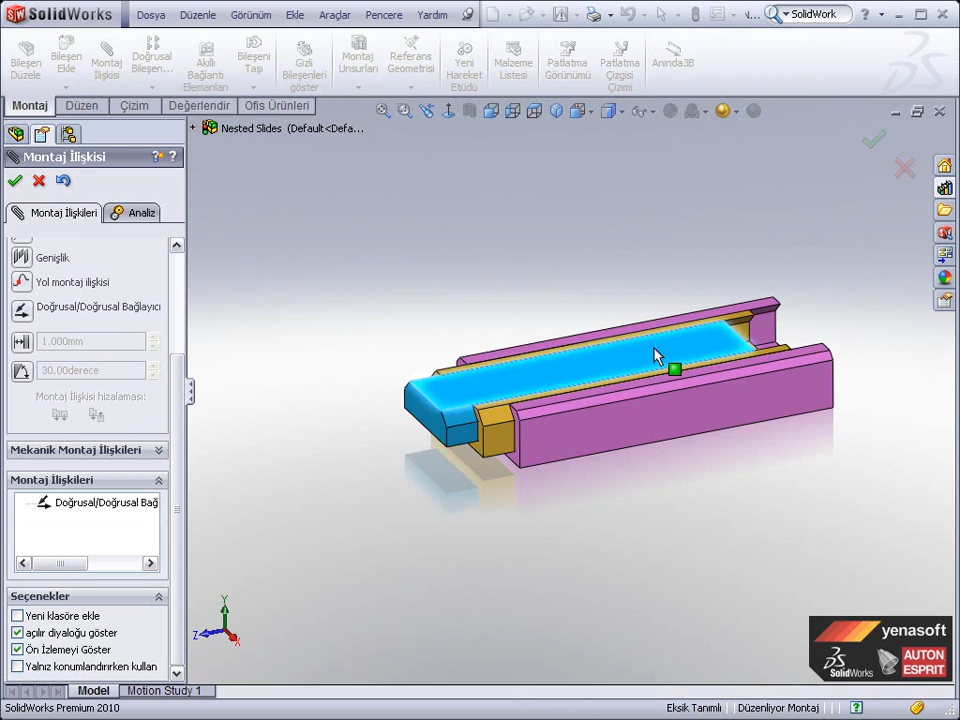 SolidWorks
Dosya Düzenle Görünüm Ekle Araçlar Pencere Yardım
v... SolidWork
Bileşen Düzele
Bileşen Ekle
Montaj İlişkisi
Doğrusal Bileşen...
Akıllı Bağlantı Elemanları
Bileşeni Taşı
Gizli Bileşenleri göster
Montaj Unsurları
Referans Geometrisi
Yeni Hareket Etüdü
Malzeme Listesi
Patlatma Görünümü
Patlatma Çizgisi Çizimi
Anında3B
Montaj Düzen Çizim Değerlendir Ofis Ürünleri
Nested Slides (Default<Defa...
Montaj İlişkisi
Montaj İlişkileri Analiz
Genişlik
Yol montaj ilişkisi
Doğrusal/Doğrusal Bağlayıcı
1.000mm
30.00derece
Montaj İlişkisi hizalaması:
Mekanik Montaj İlişkileri
Montaj İlişkileri
Doğrusal/Doğrusal Bağ
Seçenekler
Yeni klasöre ekle
açılır diyaloğu göster
Ön İzlemeyi Göster
Yalnız konumlandırırken kullan
Y
Z
X
yenasoft
SolidWorks
AUTON
ESPRIT
Model Motion Study 1
SolidWorks Premium 2010
Eksik Tanımlı Düzenliyor Montaj